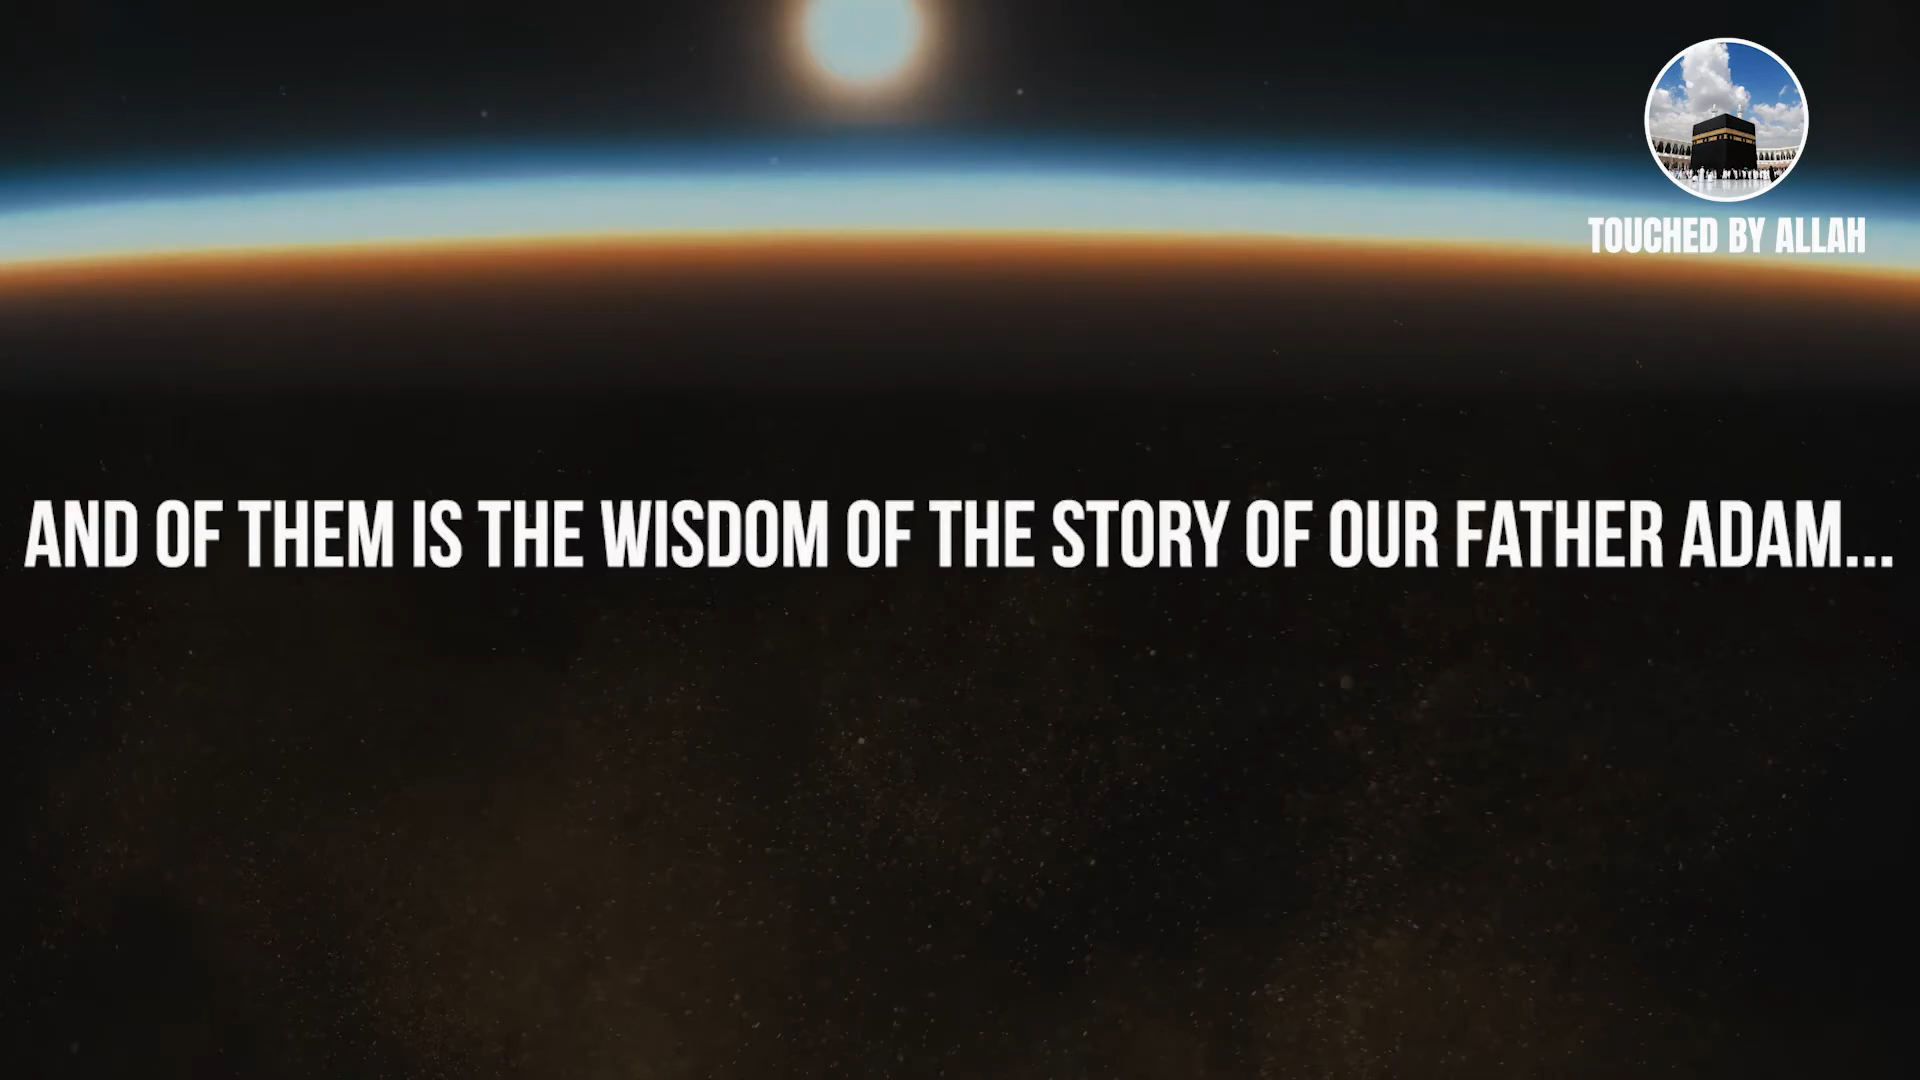 TOUCHED BY ALLAH
AND OF THEM IS THE WISDOM OF THE STORY OF OUR FATHER ADAM...